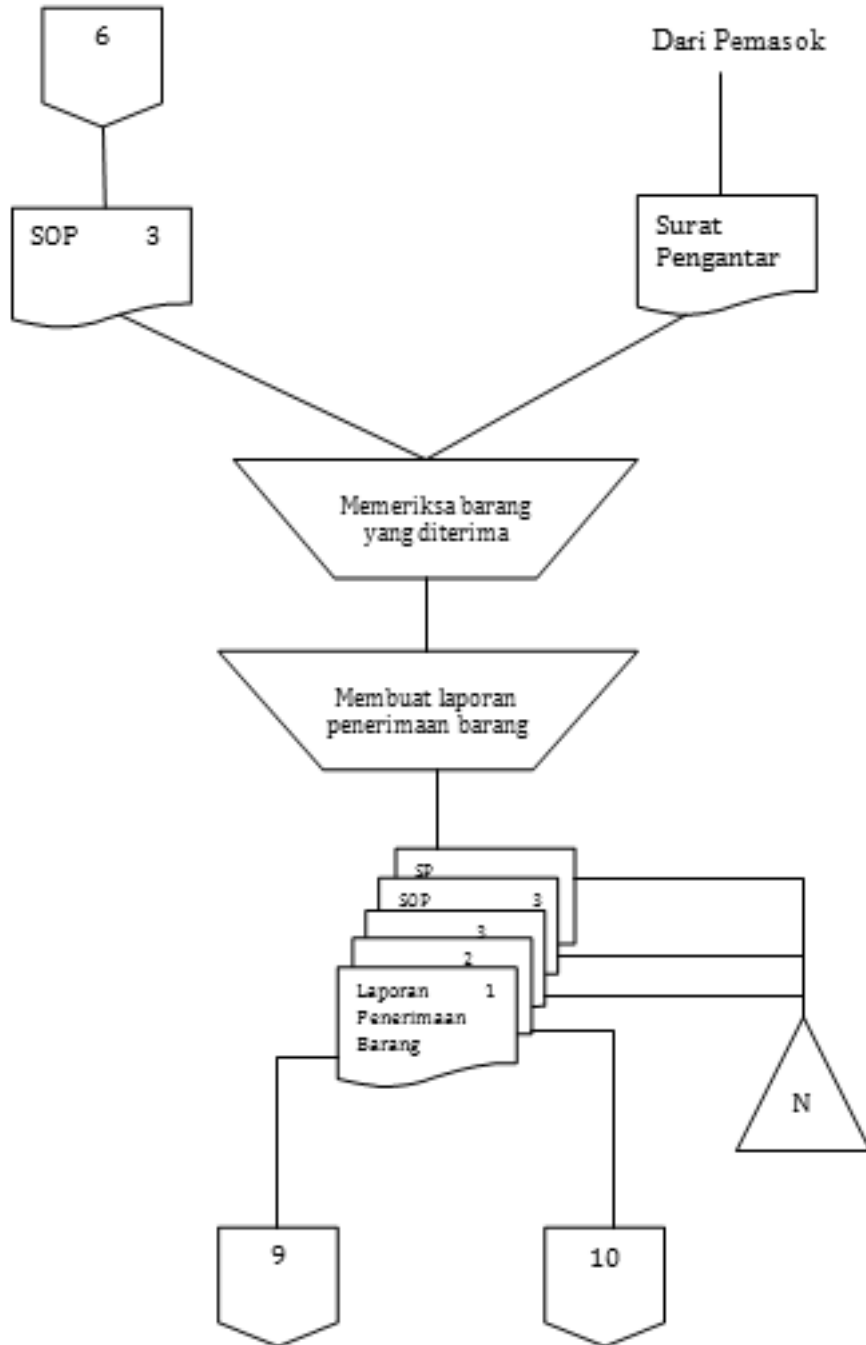 6
Dari Pemasok
SOP 3
Surat
Pengantar
Memeriksa barang
yang diterima
Membuat laporan
penerimaan barang
SP
SOP 3
3
2
Laporan 1
Penerimaan
Barang
N
9
10